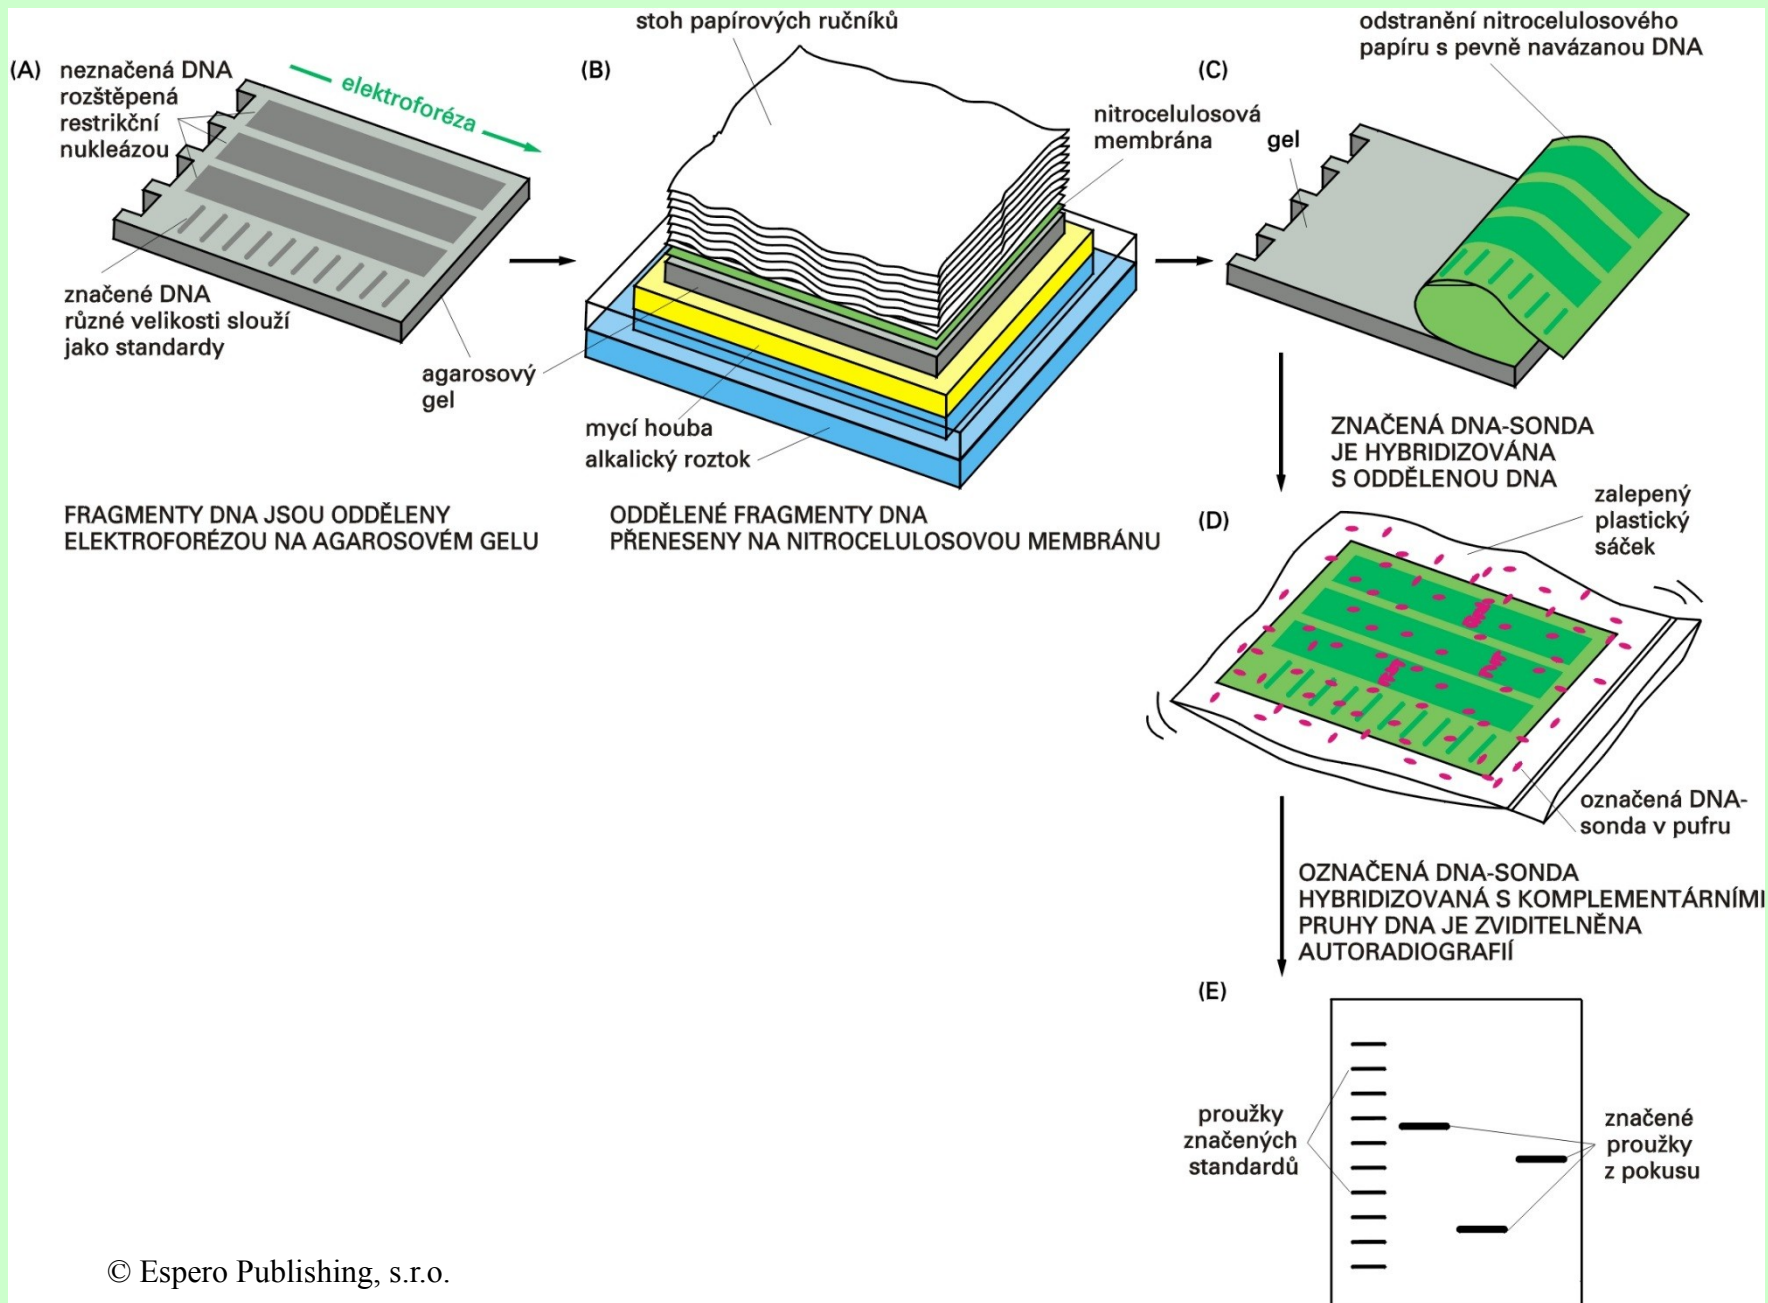 (A)
neznačená DNA
rozštěpená
restrikční
nukleázou
elektroforéza
značené DNA
různé velikosti slouží
jako standardy
agarosový
gel
FRAGMENTY DNA JSOU ODDĚLENY
ELEKTROFORÉZOU NA AGAROSOVÉM GELU
(B)
stoh papírových ručníků
nitrocelulosová
membrána
mycí houba
alkalický roztok
ODDĚLENÉ FRAGMENTY DNA
PŘENESENY NA NITROCELULOSOVOU MEMBRÁNU
(C)
odstranění nitrocelulosového
papíru s pevně navázanou DNA
gel
ZNAČENÁ DNA-SONDA
JE HYBRIDIZOVÁNA
S ODDĚLENOU DNA
(D)
zalepený
plastický
sáček
označená DNA-
sonda v pufru
OZNAČENÁ DNA-SONDA
HYBRIDIZOVANÁ S KOMPLEMENTÁRNÍMI
PRUHY DNA JE ZVIDITELNĚNA
AUTORADIOGRAFIÍ
(E)
proužky
značených
standardů
značené
proužky
z pokusu
© Espero Publishing, s.r.o.